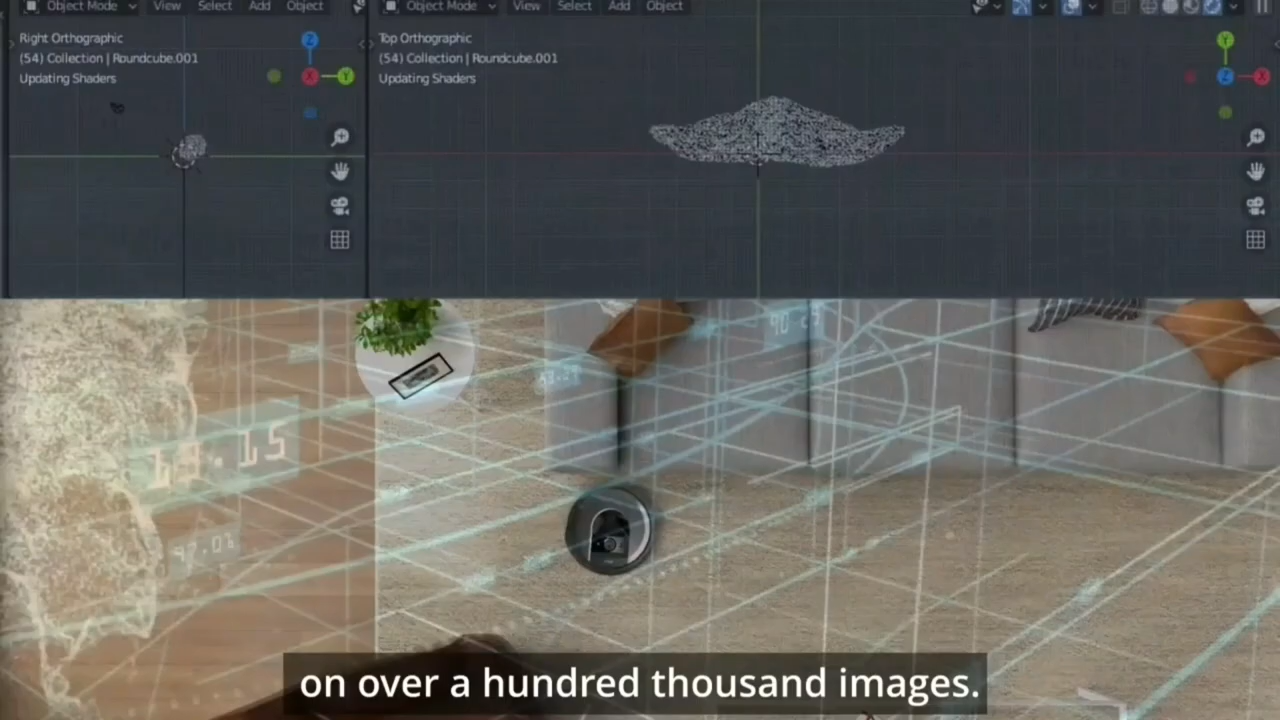 Object Mode View Select Add Object
Object Mode View Select Add Object
Right Orthographic
(54) Collection | Roundcube.001
Updating Shaders
Top Orthographic
(54) Collection | Roundcube.001
Updating Shaders
Z
X
Y
Y
Z
X
on over a hundred thousand images.